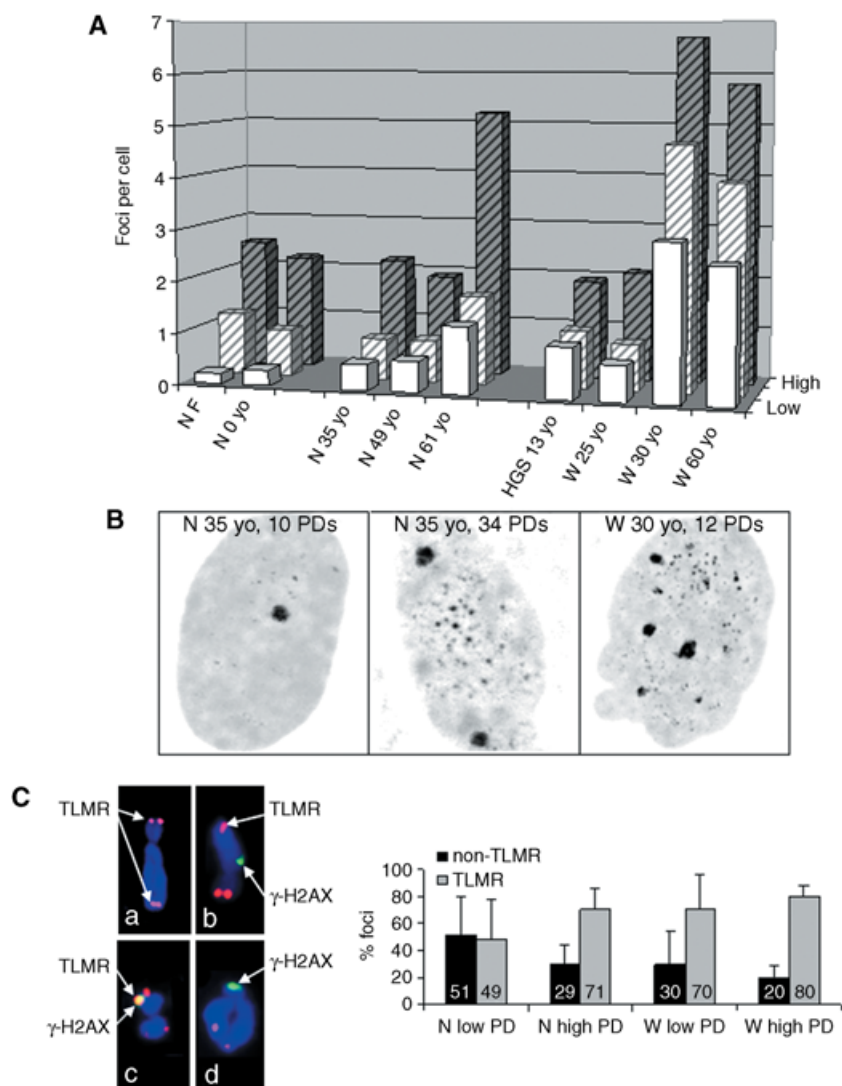 A
Foci per cell
7
6
5
4
3
2
1
0
High
Low
N F
N 0 yo
N 35 yo
N 49 yo
N 61 yo
HGS 13 yo
W 25 yo
W 30 yo
W 60 yo
B
N 35 yo, 10 PDs
N 35 yo, 34 PDs
W 30 yo, 12 PDs
C
TLMR
TLMR
γ-H2AX
a
b
TLMR
γ-H2AX
γ-H2AX
c
d
non-TLMR
TLMR
% foci
100
80
60
40
20
0
51 49 29 71 30 70 20 80
N low PD N high PD W low PD W high PD